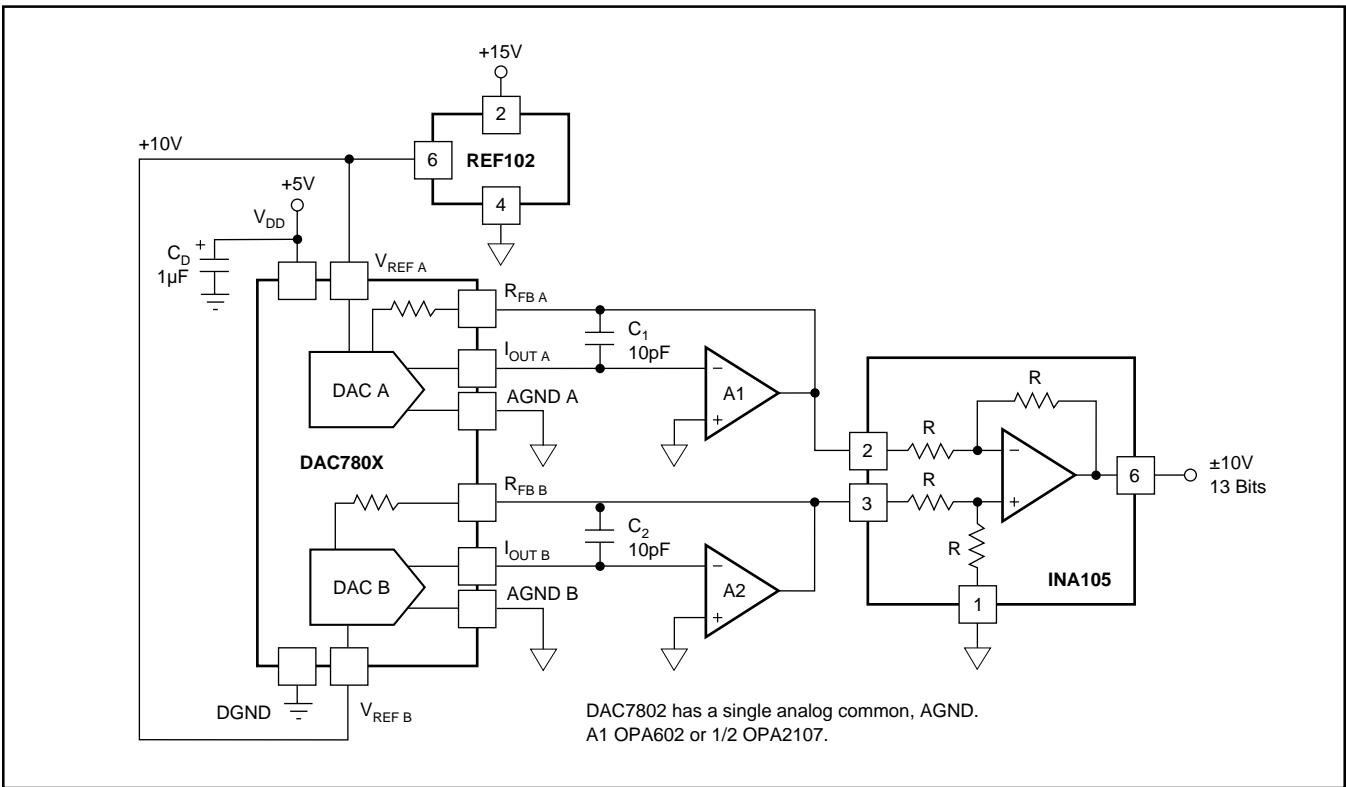 +15V
2
+10V
6
REF102
+5V
4
V_DD
C_D
+
1µF
V_REF A
R_FB A
C_1
10pF
I_OUT A
DAC A
AGND A
−
A1
+
R
DAC780X
2
R
−
6
±10V
13 Bits
R_FB B
3
R
+
C_2
10pF
I_OUT B
R
DAC B
AGND B
−
A2
+
INA105
1
DGND
V_REF B
DAC7802 has a single analog common, AGND.
A1 OPA602 or 1/2 OPA2107.